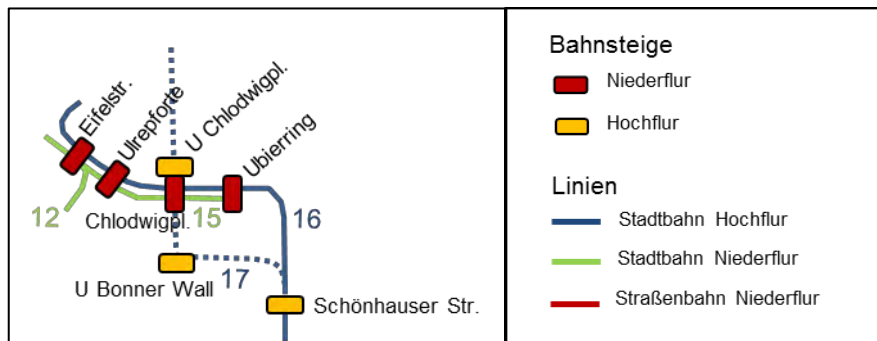 Eifelstr.
Ulrepforte
U Chlodwigpl.
Ubierring
12
Chlodwigpl.
15
16
U Bonner Wall
17
Schönhauser Str.
Bahnsteige
Niederflur
Hochflur
Linien
Stadtbahn Hochflur
Stadtbahn Niederflur
Straßenbahn Niederflur